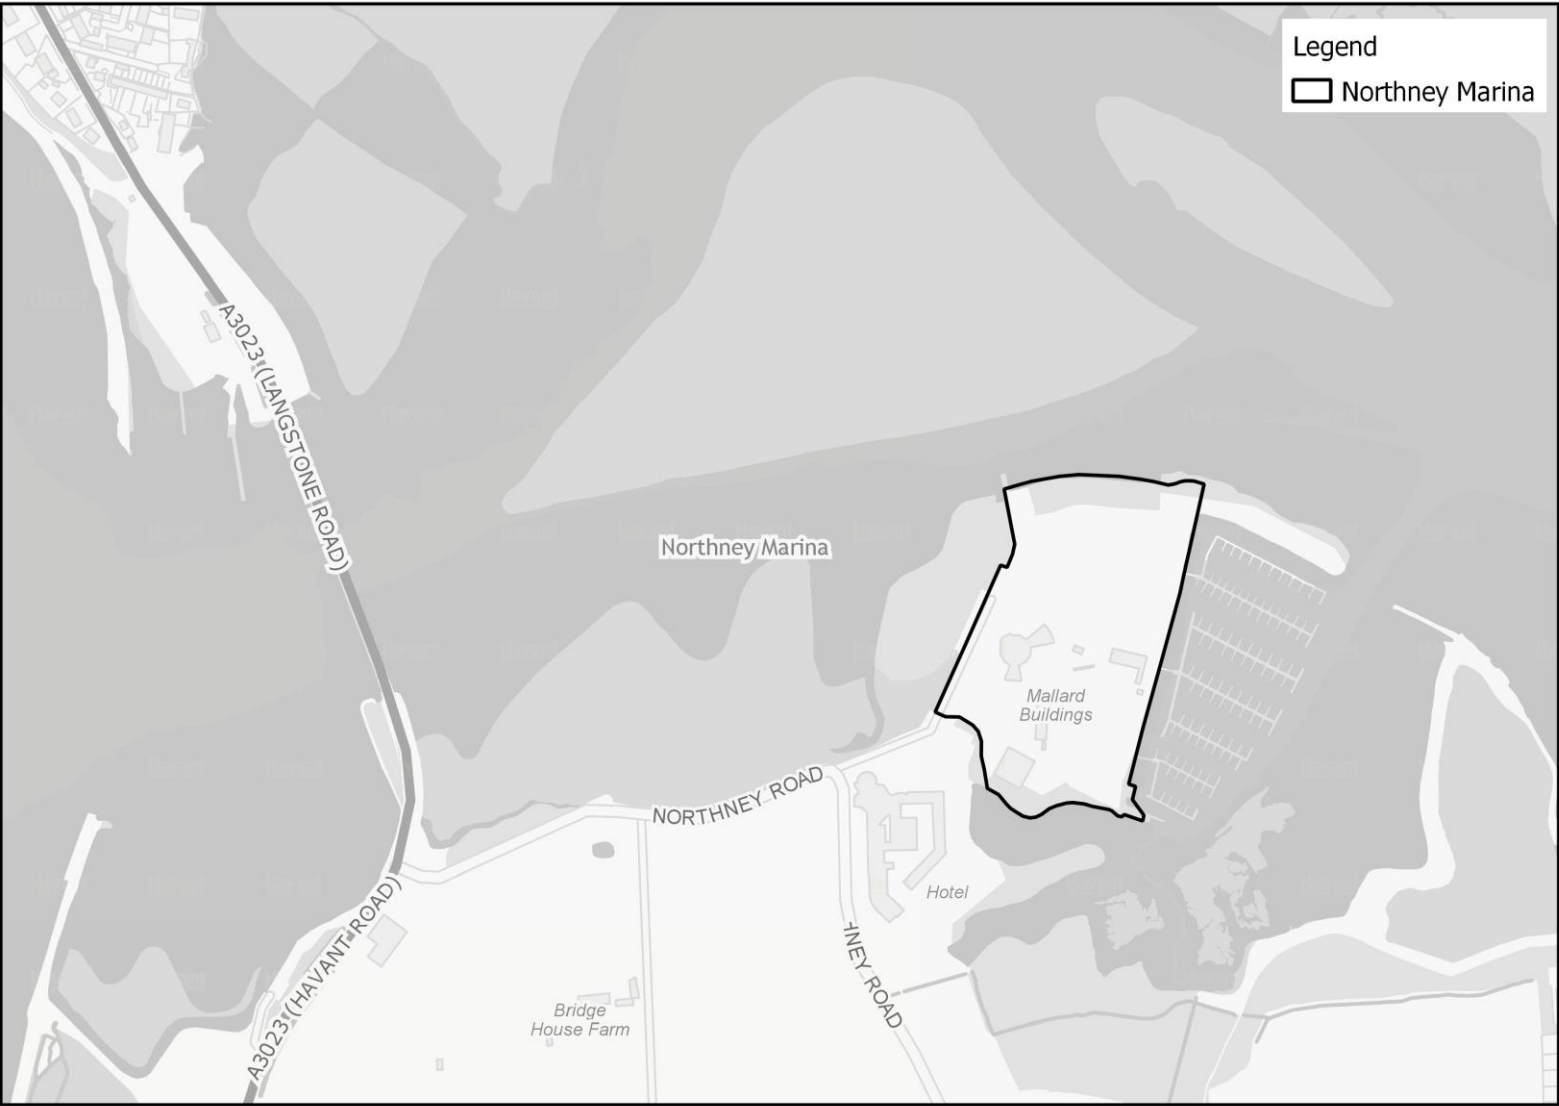 Legend
Northney Marina
A3023 (LANGSTONE ROAD)
Northney Marina
Mallard
Buildings
NORTHNEY ROAD
Hotel
A3023 (HAVANT ROAD)
HNEY ROAD
Bridge
House Farm